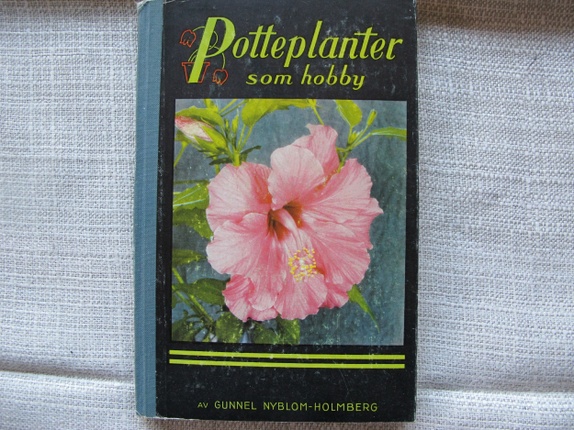 Potteplanter
som hobby
AV GUNNEL NYBLOM-HOLMBERG